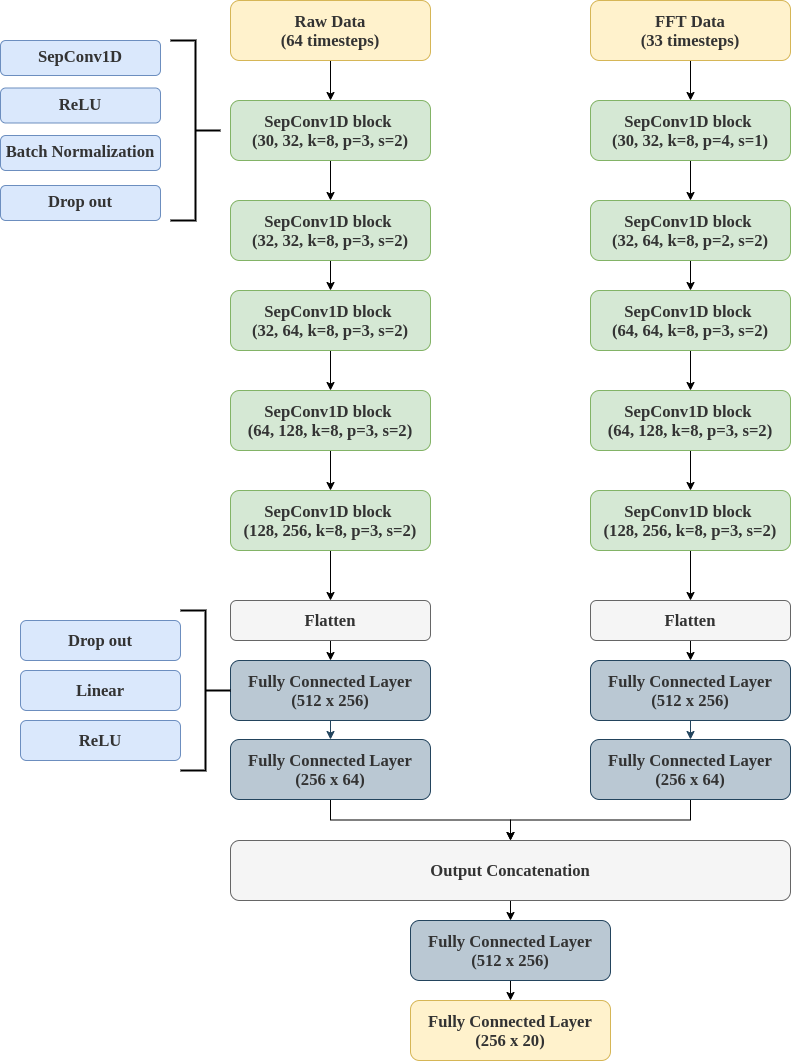 Raw Data
(64 timesteps)
FFT Data
(33 timesteps)
SepConv1D
ReLU
Batch Normalization
Drop out
SepConv1D block
(30, 32, k=8, p=3, s=2)
SepConv1D block
(30, 32, k=8, p=4, s=1)
SepConv1D block
(32, 32, k=8, p=3, s=2)
SepConv1D block
(32, 64, k=8, p=2, s=2)
SepConv1D block
(32, 64, k=8, p=3, s=2)
SepConv1D block
(64, 64, k=8, p=3, s=2)
SepConv1D block
(64, 128, k=8, p=3, s=2)
SepConv1D block
(64, 128, k=8, p=3, s=2)
SepConv1D block
(128, 256, k=8, p=3, s=2)
SepConv1D block
(128, 256, k=8, p=3, s=2)
Flatten
Flatten
Drop out
Linear
ReLU
Fully Connected Layer
(512 x 256)
Fully Connected Layer
(512 x 256)
Fully Connected Layer
(256 x 64)
Fully Connected Layer
(256 x 64)
Output Concatenation
Fully Connected Layer
(512 x 256)
Fully Connected Layer
(256 x 20)